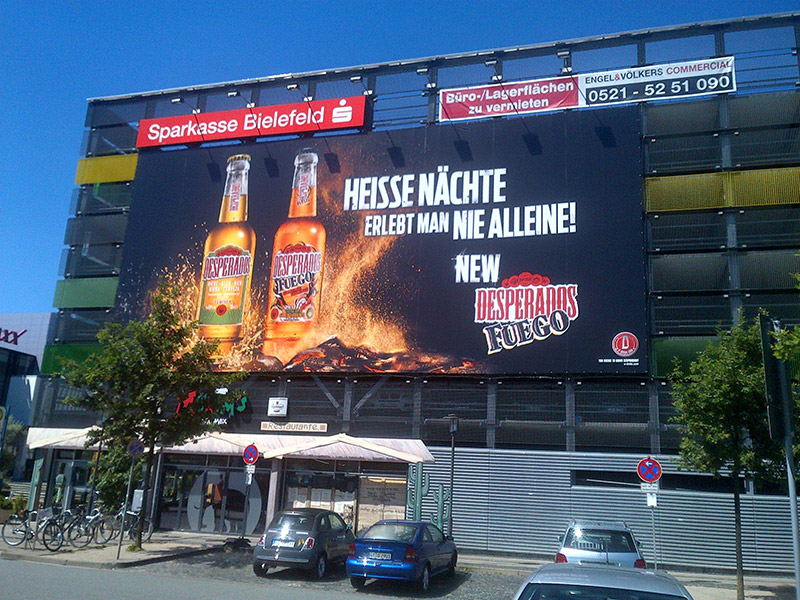 Sparkasse Bielefeld
Büro-/Lagerflächen
zu vermieten
ENGEL&VÖLKERS COMMERCIAL
0521 - 52 51 090
HEISSE NÄCHTE
ERLEBT MAN NIE ALLEINE!
NEW
DESPERADOS
FUEGO
DESPERADOS
DESPERADOS
FUEGO
Restaurante